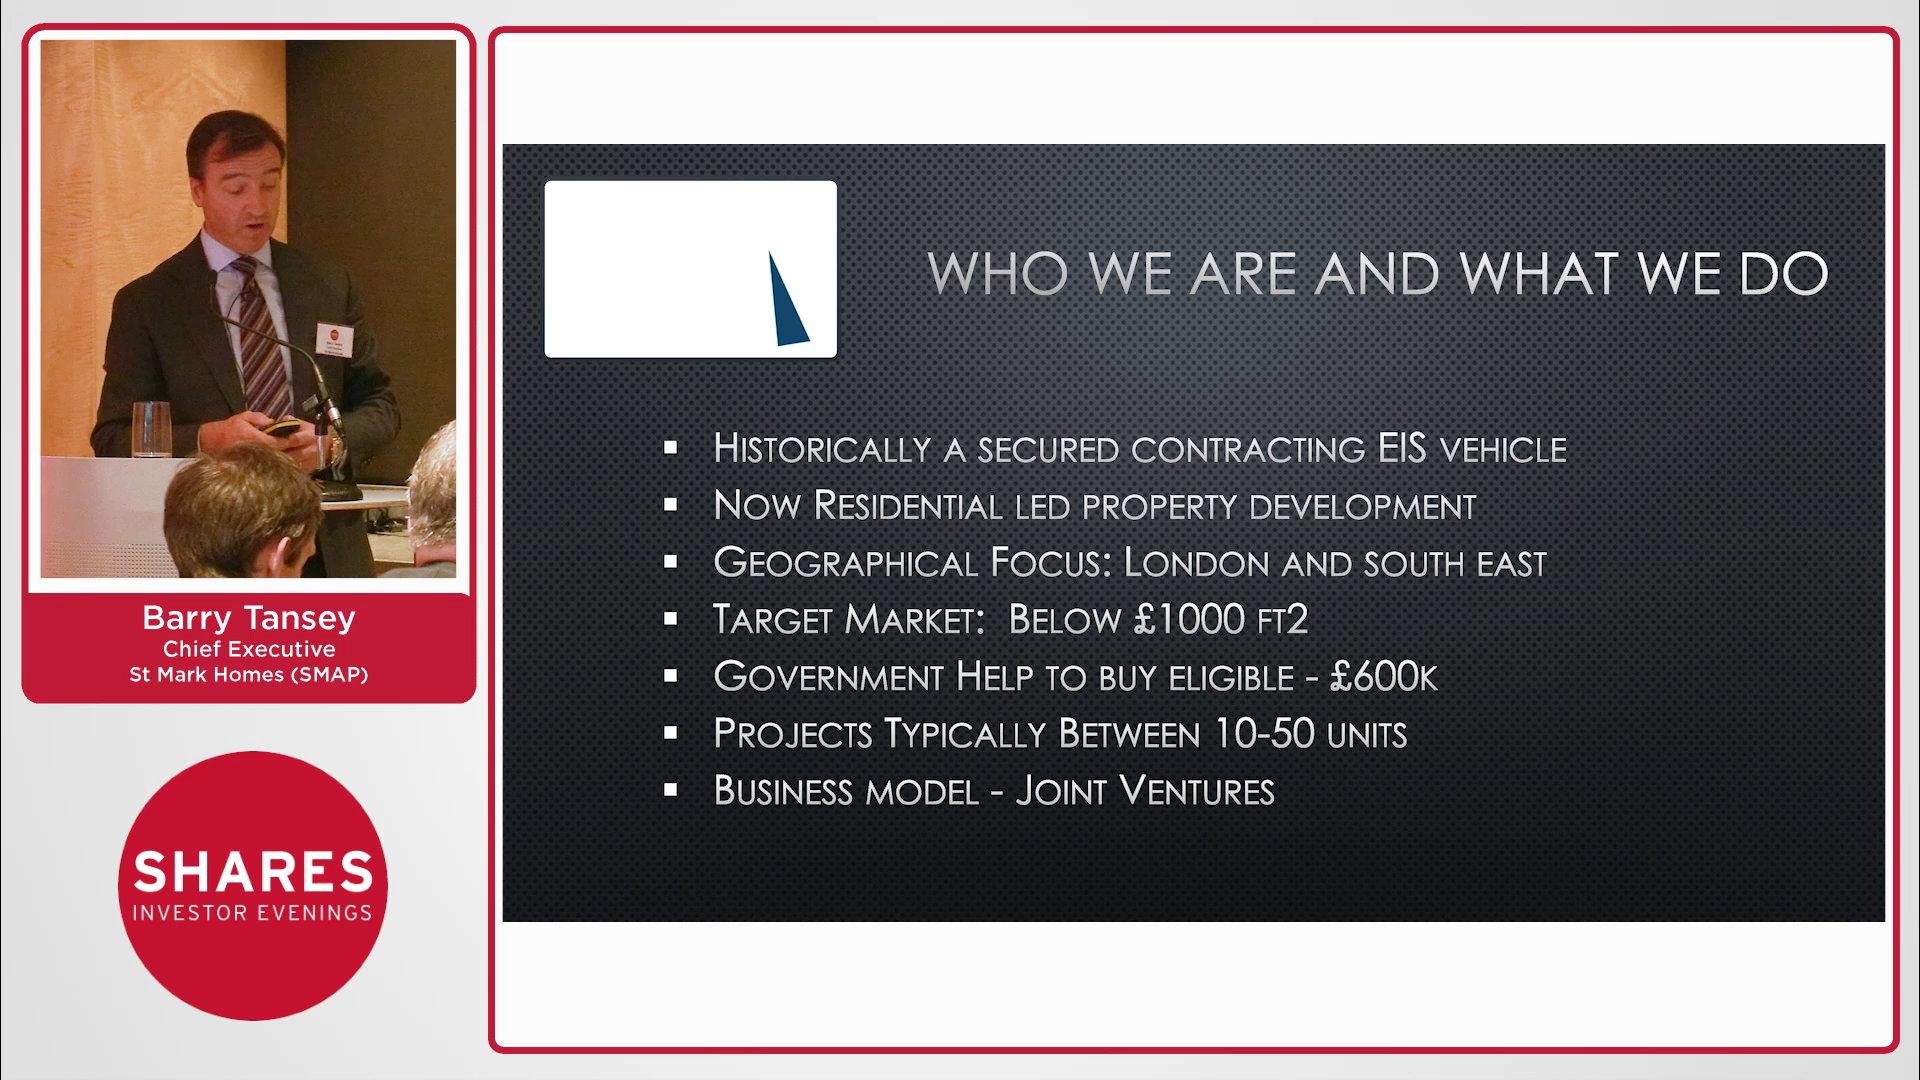 WHO WE ARE AND WHAT WE DO
▪ HISTORICALLY A SECURED CONTRACTING EIS VEHICLE
▪ NOW RESIDENTIAL LED PROPERTY DEVELOPMENT
▪ GEOGRAPHICAL FOCUS: LONDON AND SOUTH EAST
▪ TARGET MARKET: BELOW £1000 FT2
▪ GOVERNMENT HELP TO BUY ELIGIBLE - £600K
▪ PROJECTS TYPICALLY BETWEEN 10-50 UNITS
▪ BUSINESS MODEL - JOINT VENTURES
Barry Tansey
Chief Executive
St Mark Homes (SMAP)
SHARES
INVESTOR EVENINGS